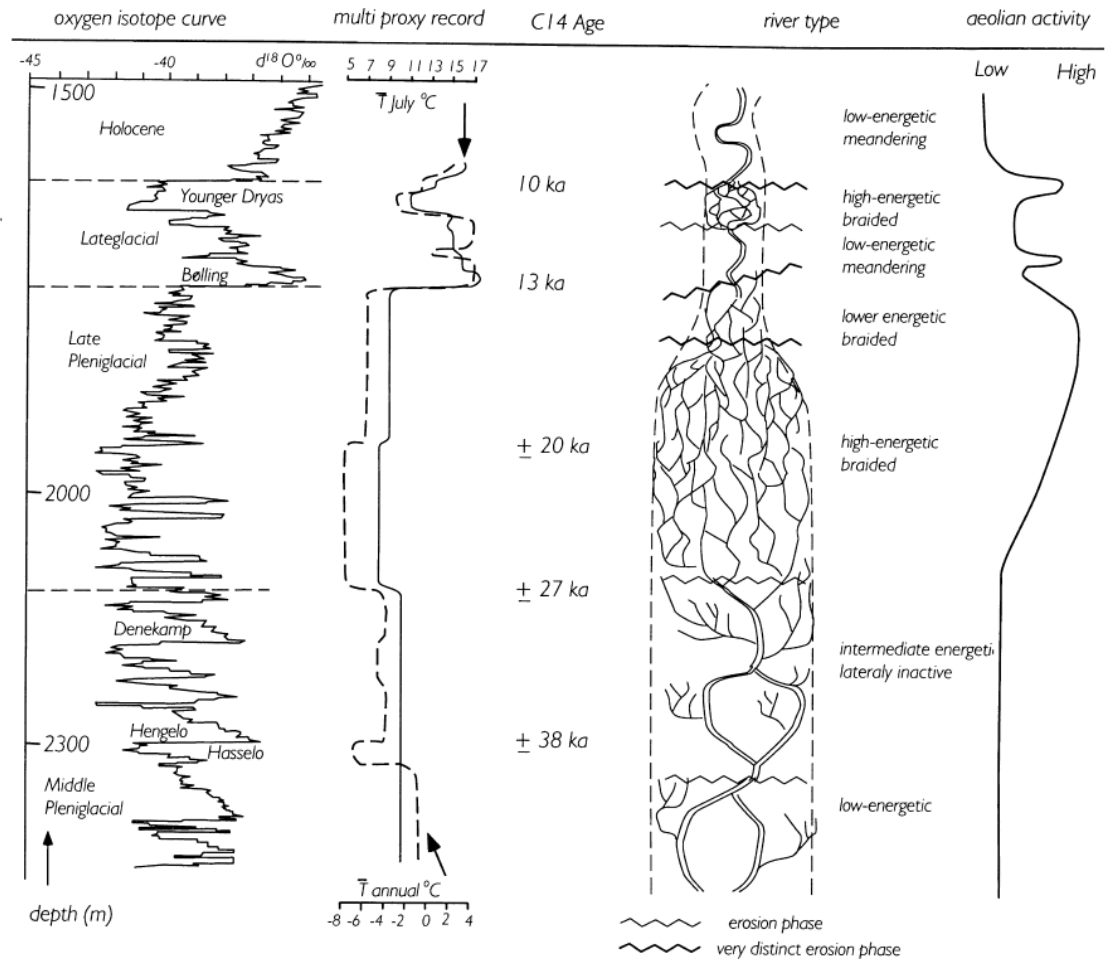 oxygen isotope curve
multi proxy record
C14 Age
river type
aeolian activity
-45 -40 d¹⁸O°/oo
5 7 9 11 13 15 17
Low High
1500
T̅ July °C
Holocene
low-energetic
meandering
10 ka
Younger Dryas
high-energetic
braided
Lateglacial
low-energetic
meandering
Bølling
13 ka
Late
Pleniglacial
lower energetic
braided
± 20 ka
high-energetic
braided
2000
± 27 ka
Denekamp
intermediate energeti
lateraly inactive
Hengelo
Hasselo
2300
± 38 ka
Middle
Pleniglacial
low-energetic
T̅ annual °C
-8 -6 -4 -2 0 2 4
depth (m)
erosion phase
very distinct erosion phase